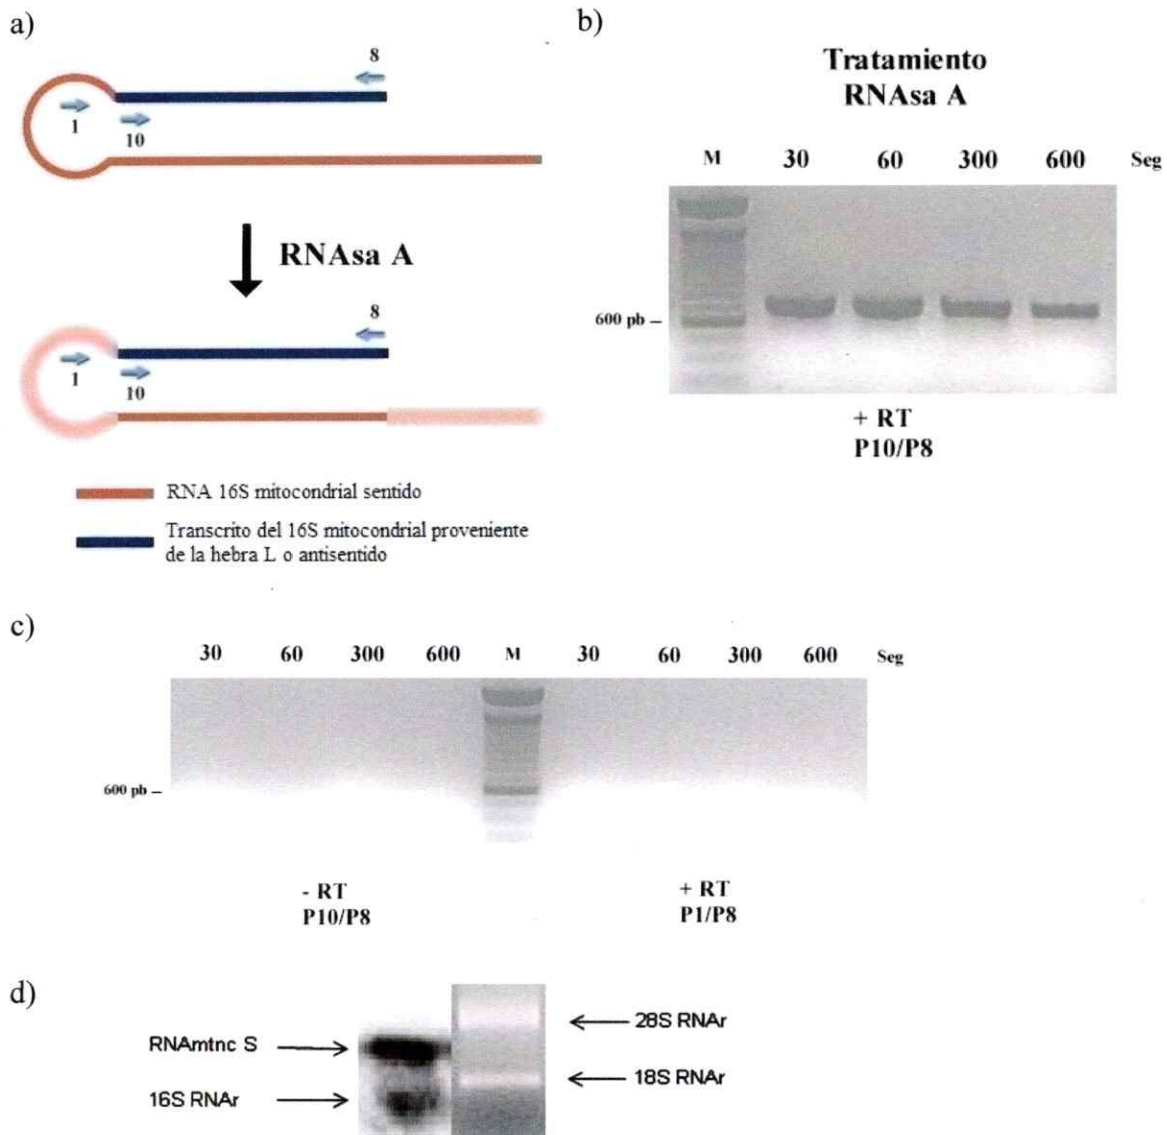 a)
8
1
10
RNAsa A
8
1
10
RNA 16S mitocondrial sentido
Transcrito del 16S mitocondrial proveniente
de la hebra L o antisentido
b)
Tratamiento
RNAsa A
M 30 60 300 600 Seg
600 pb –
+ RT
P10/P8
c)
30 60 300 600 M 30 60 300 600 Seg
600 pb –
- RT
P10/P8
+ RT
P1/P8
d)
RNAmtnc S
16S RNAr
28S RNAr
18S RNAr